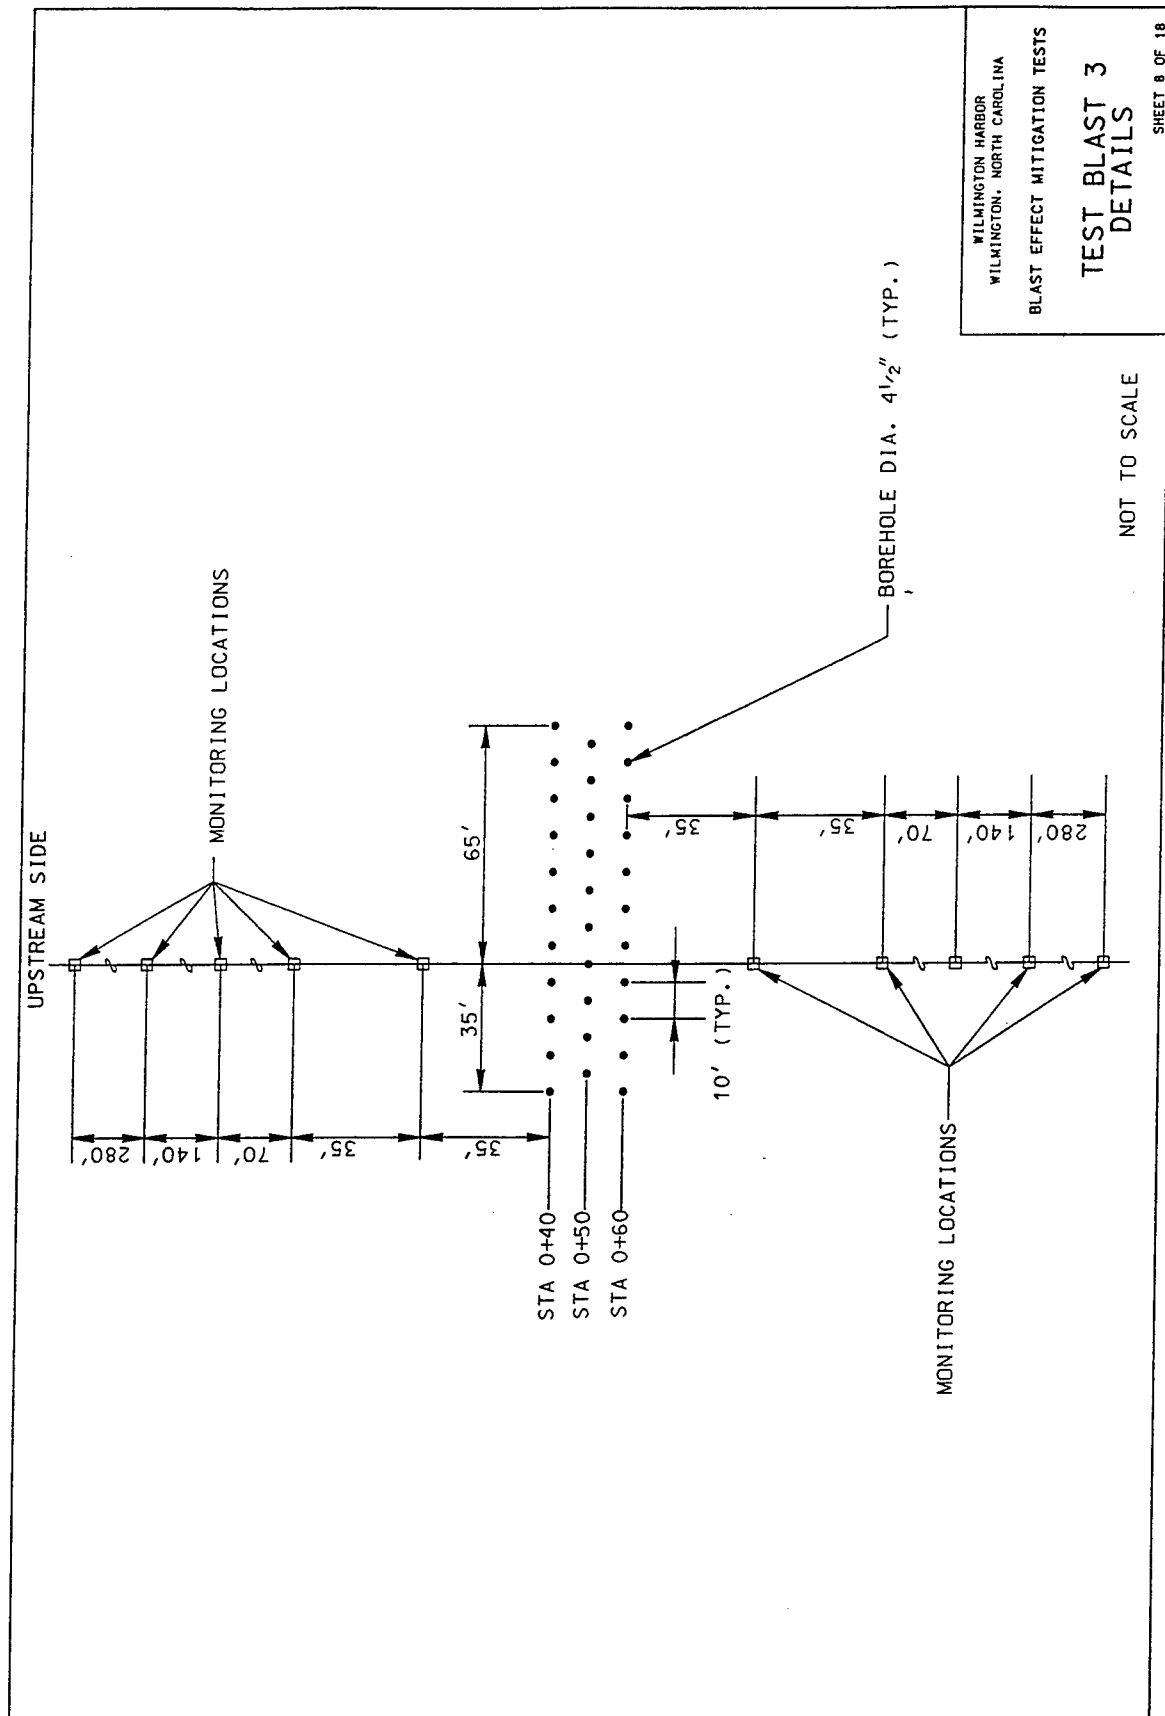 UPSTREAM SIDE
MONITORING LOCATIONS
280'
140'
70'
35'
35'
35'
65'
STA 0+40
STA 0+50
STA 0+60
10' (TYP.)
35'
35'
70'
140'
280'
BOREHOLE DIA. 4 1/2" (TYP.)
MONITORING LOCATIONS
NOT TO SCALE
WILMINGTON HARBOR
WILMINGTON, NORTH CAROLINA
BLAST EFFECT MITIGATION TESTS
TEST BLAST 3
DETAILS
SHEET 8 OF 18